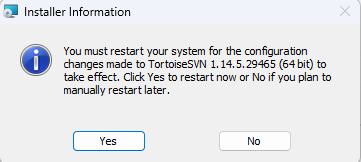 Installer Information
You must restart your system for the configuration
changes made to TortoiseSVN 1.14.5.29465 (64 bit) to
take effect. Click Yes to restart now or No if you plan to
manually restart later.
Yes
No